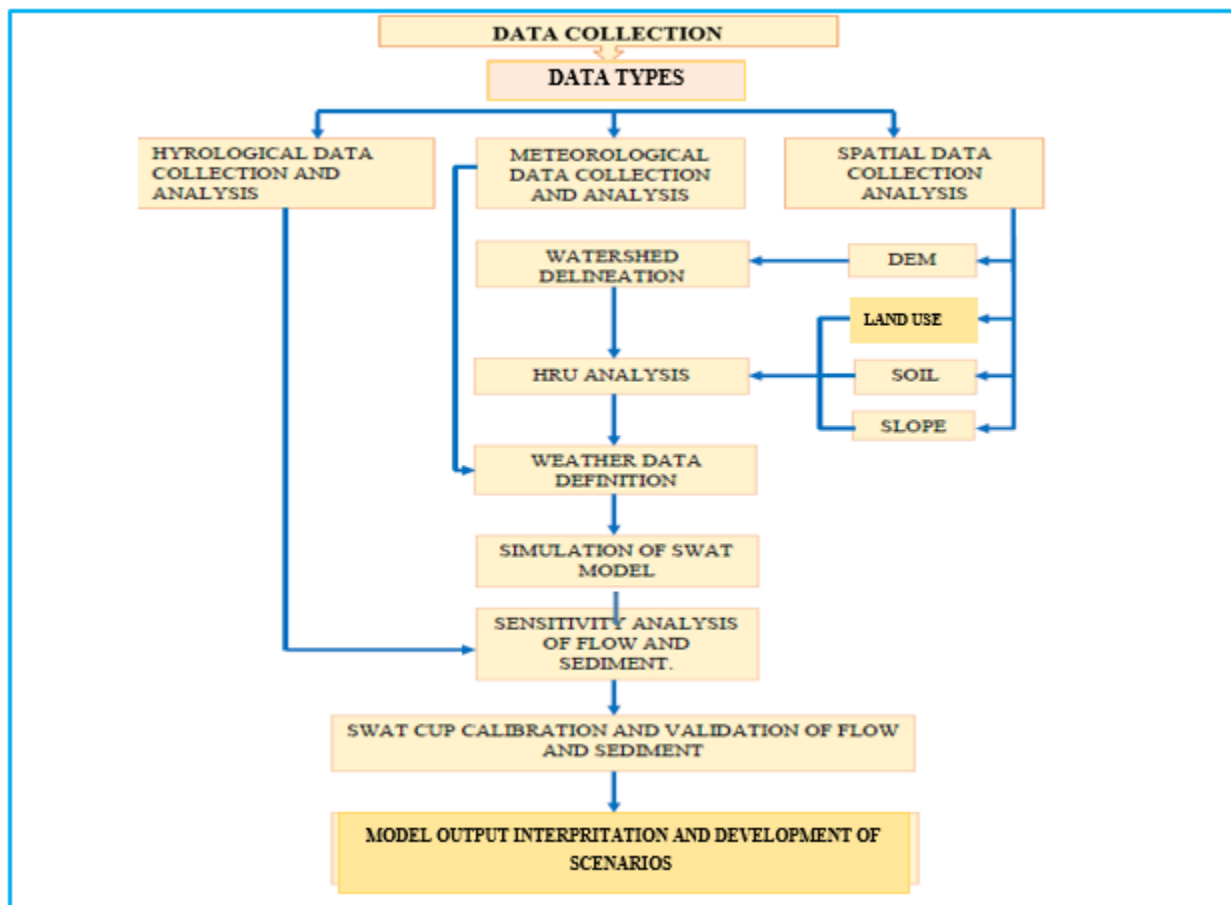 DATA COLLECTION
DATA TYPES
HYROLOGICAL DATA
COLLECTION AND
ANALYSIS
METEOROLOGICAL
DATA COLLECTION
AND ANALYSIS
SPATIAL DATA
COLLECTION
ANALYSIS
WATERSHED
DELINEATION
DEM
LAND USE
HRU ANALYSIS
SOIL
SLOPE
WEATHER DATA
DEFINITION
SIMULATION OF SWAT
MODEL
SENSITIVITY ANALYSIS
OF FLOW AND
SEDIMENT.
SWAT CUP CALIBRATION AND VALIDATION OF FLOW
AND SEDIMENT
MODEL OUTPUT INTERPRITATION AND DEVELOPMENT OF
SCENARIOS